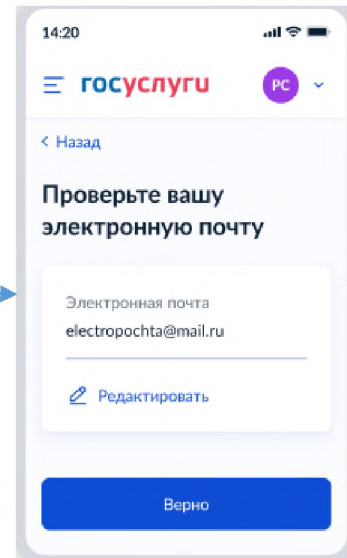 14:20
госуслуги
РС
< Назад
Проверьте вашу
электронную почту
Электронная почта
electropochta@mail.ru
Редактировать
Верно